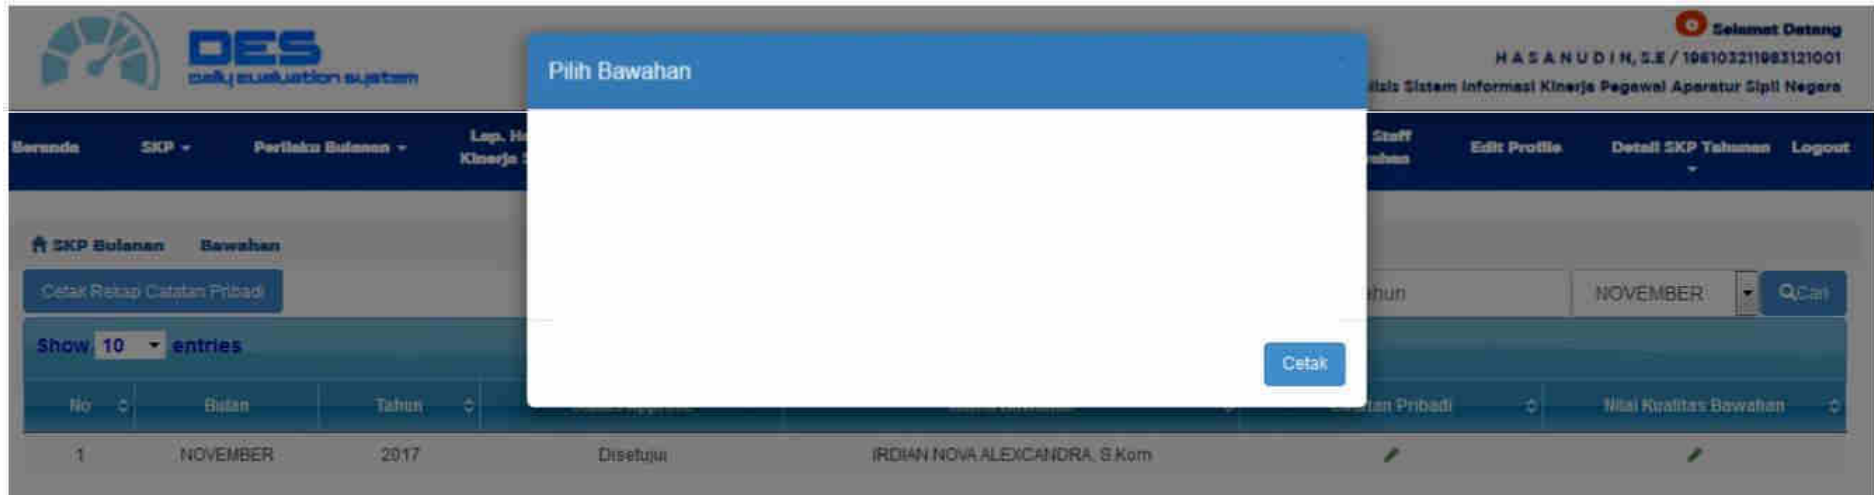 DES
daily evaluation system
Selamat Datang
H A S A N U D I N, S.E / 196103211983121001
Sistem Informasi Kinerja Pegawai Aparatur Sipil Negara
Pilih Bawahan
Beranda
SKP
Perilaku Bulanan
Lap.
Kinerja
Staff
Edit Profile
Detail SKP Tahunan
Logout
SKP Bulanan
Bawahan
Cetak Rekap Catatan Pribadi
NOVEMBER
Cari
Show 10 entries
Cetak
No
Bulan
Tahun
Pribadi
Nilai Kualitas Bawahan
1
NOVEMBER
2017
Disetujui
IRDIAN NOVA ALEXCANDRA, S.Kom